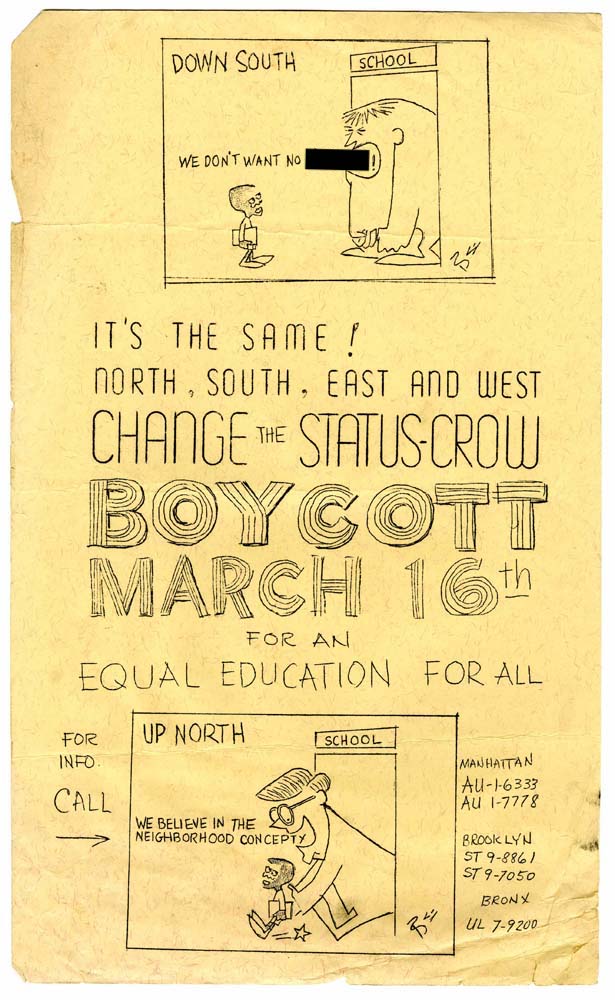 DOWN SOUTH
SCHOOL
WE DON'T WANT NO !
IT'S THE SAME!
NORTH, SOUTH, EAST AND WEST
CHANGE THE STATUS-CROW
BOYCOTT
MARCH 16th
FOR AN
EQUAL EDUCATION FOR ALL
UP NORTH
SCHOOL
WE BELIEVE IN THE
NEIGHBORHOOD CONCEPTY
FOR
INFO.
CALL
MANHATTAN
AU-1-6333
AU 1-7778
BROOKLYN
ST 9-8861
ST 9-7050
BRONX
UL 7-9200